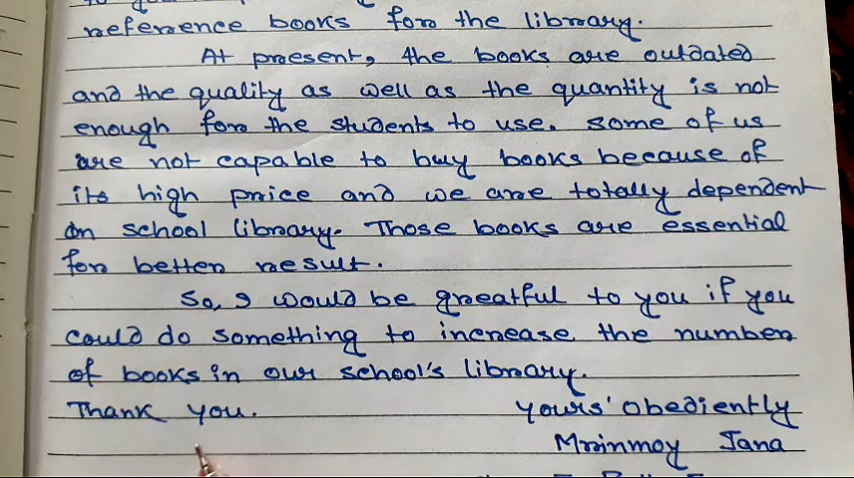 reference books for the library.
At present, the books are outdated
and the quality as well as the quantity is not
enough for the students to use. Some of us
are not capable to buy books because of
its high price and we are totally dependent
on school library. Those books are essential
for better result.
So, I would be greatful to you if you
could do something to increase the number
of books in our school's library.
Thank you. Yours' obediently
Mrinmoy Jana